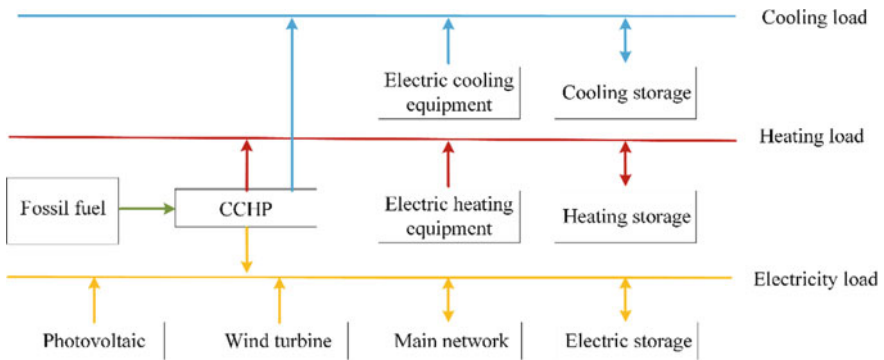 Cooling load
Electric cooling
equipment
Cooling storage
Heating load
Fossil fuel
CCHP
Electric heating
equipment
Heating storage
Electricity load
Photovoltaic
Wind turbine
Main network
Electric storage